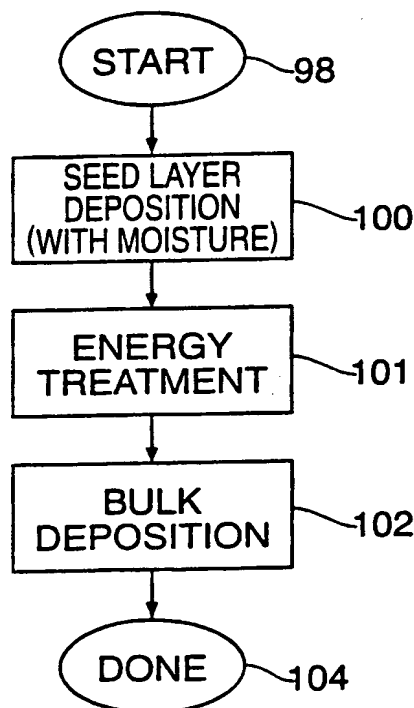 START
98
SEED LAYER
DEPOSITION
(WITH MOISTURE)
100
ENERGY
TREATMENT
101
BULK
DEPOSITION
102
DONE
104